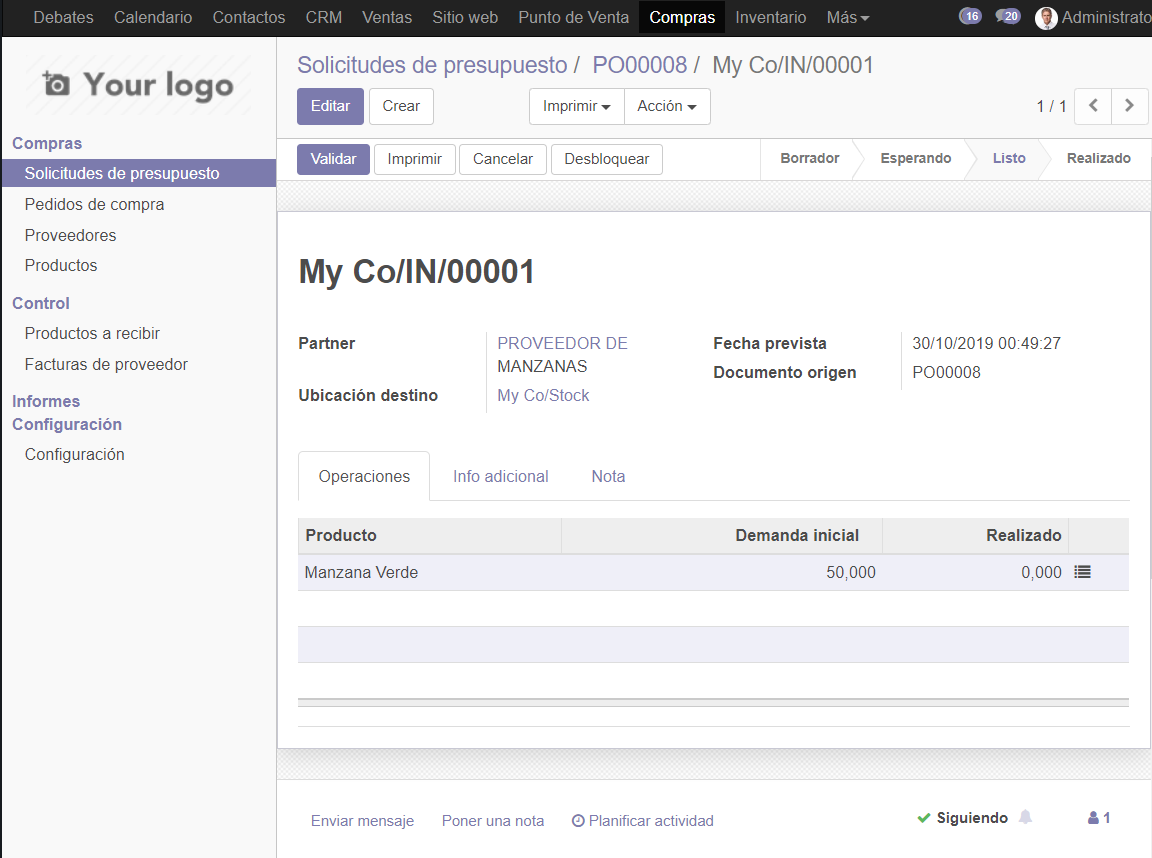 Debates Calendario Contactos CRM Ventas Sitio web Punto de Venta Compras Inventario Más 16 20 Administrato
Your logo
Solicitudes de presupuesto / PO00008 / My Co/IN/00001
Editar Crear Imprimir Acción 1 / 1
Compras
Solicitudes de presupuesto
Pedidos de compra
Proveedores
Productos
Control
Productos a recibir
Facturas de proveedor
Informes
Configuración
Configuración
Validar Imprimir Cancelar Desbloquear Borrador Esperando Listo Realizado
My Co/IN/00001
Partner PROVEEDOR DE MANZANAS
Ubicación destino My Co/Stock
Fecha prevista 30/10/2019 00:49:27
Documento origen PO00008
Operaciones Info adicional Nota
Producto Demanda inicial Realizado
Manzana Verde 50,000 0,000
Enviar mensaje Poner una nota Planificar actividad Siguiendo 1